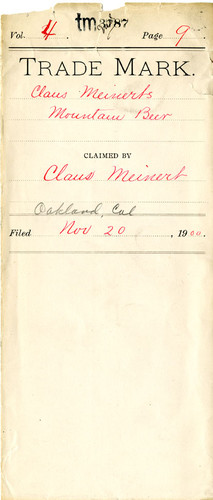 tm3787
Vol. 4 Page 9
TRADE MARK.
Claus Meinerts
Mountain Beer
CLAIMED BY
Claus Meinert
Oakland, Cal
Filed Nov 20, 1900.